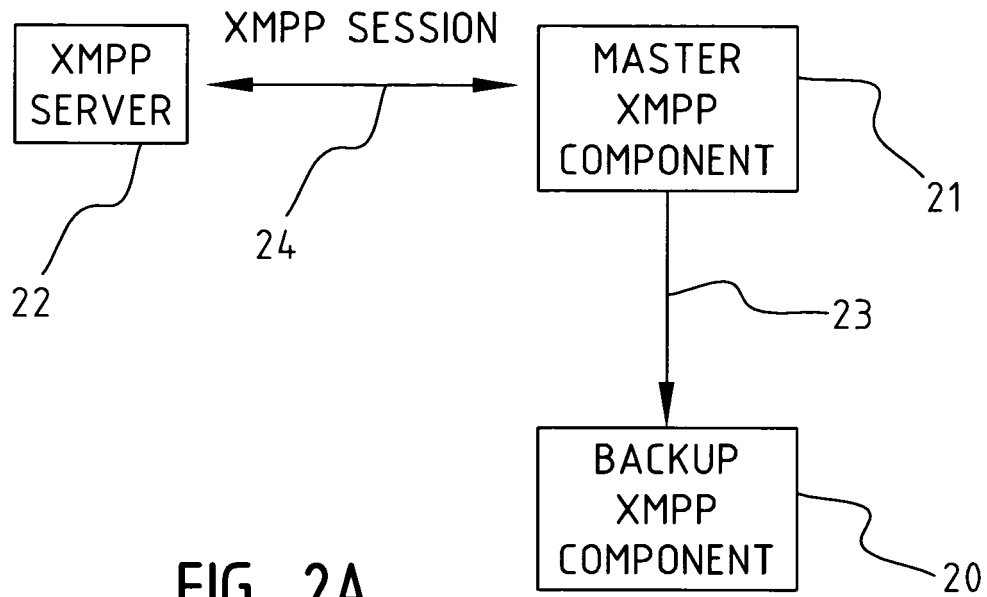 XMPP SESSION
XMPP
SERVER
MASTER
XMPP
COMPONENT
21
24
22
23
BACKUP
XMPP
COMPONENT
20
FIG. 2A